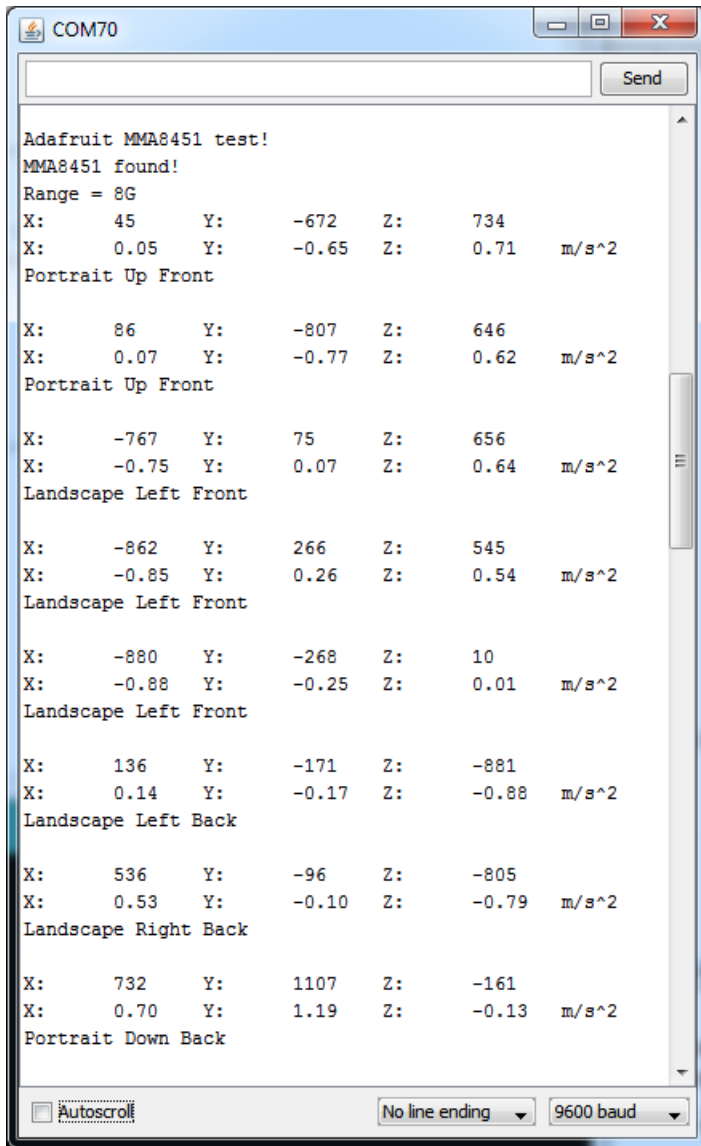 COM70
Send
Adafruit MMA8451 test!
MMA8451 found!
Range = 8G
X: 45 Y: -672 Z: 734
X: 0.05 Y: -0.65 Z: 0.71 m/s^2
Portrait Up Front
X: 86 Y: -807 Z: 646
X: 0.07 Y: -0.77 Z: 0.62 m/s^2
Portrait Up Front
X: -767 Y: 75 Z: 656
X: -0.75 Y: 0.07 Z: 0.64 m/s^2
Landscape Left Front
X: -862 Y: 266 Z: 545
X: -0.85 Y: 0.26 Z: 0.54 m/s^2
Landscape Left Front
X: -880 Y: -268 Z: 10
X: -0.88 Y: -0.25 Z: 0.01 m/s^2
Landscape Left Front
X: 136 Y: -171 Z: -881
X: 0.14 Y: -0.17 Z: -0.88 m/s^2
Landscape Left Back
X: 536 Y: -96 Z: -805
X: 0.53 Y: -0.10 Z: -0.79 m/s^2
Landscape Right Back
X: 732 Y: 1107 Z: -161
X: 0.70 Y: 1.19 Z: -0.13 m/s^2
Portrait Down Back
Autoscroll No line ending 9600 baud